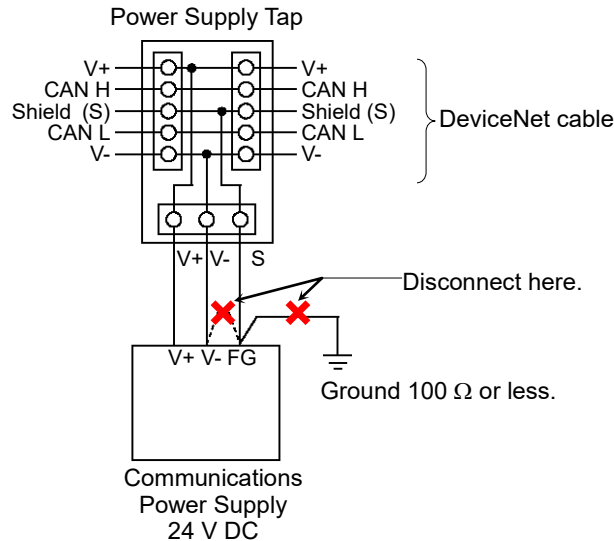 Power Supply Tap
V+
V+
CAN H
CAN H
Shield (S)
Shield (S)
DeviceNet cable
CAN L
CAN L
V-
V-
V+ V- S
Disconnect here.
V+ V- FG
Ground 100 Ω or less.
Communications
Power Supply
24 V DC